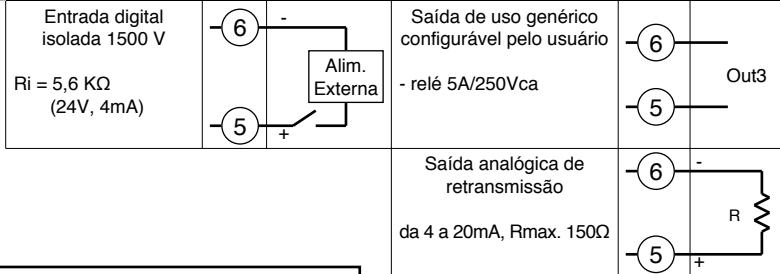 Entrada digital
isolada 1500 V
Ri = 5,6 KΩ
(24V, 4mA)
6
-
Alim.
Externa
5
+
Saída de uso genérico
configurável pelo usuário
- relé 5A/250Vca
6
5
Out3
Saída analógica de
retransmissão
da 4 a 20mA, Rmax. 150Ω
6
-
R
5
+